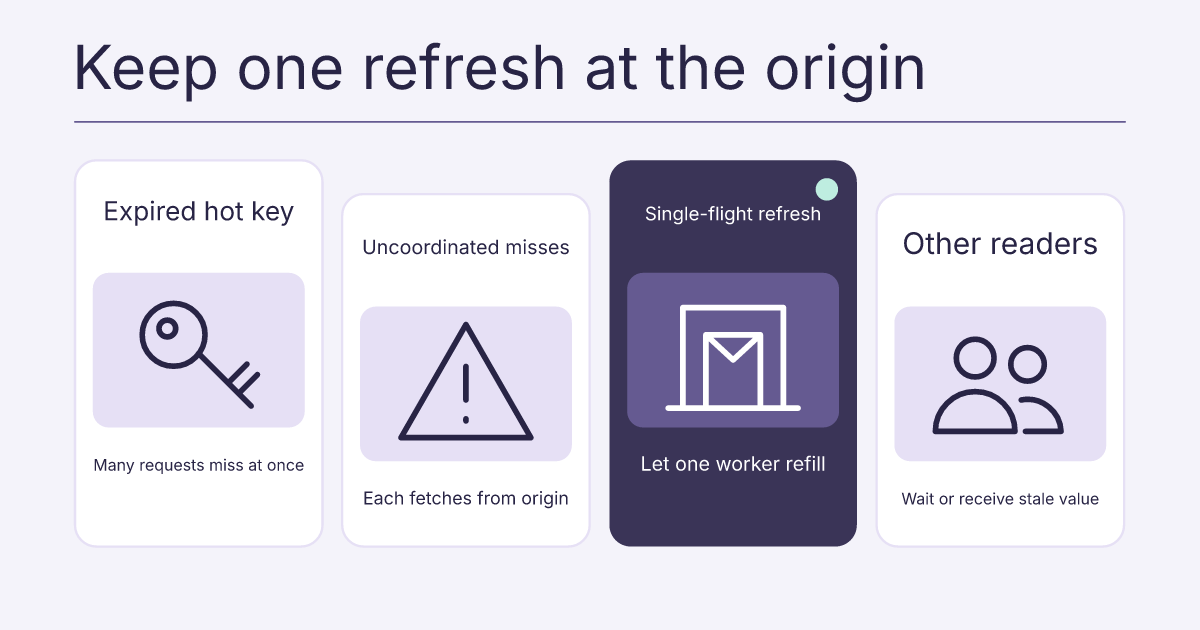 Keep one refresh at the origin
Expired hot key
Many requests miss at once
Uncoordinated misses
Each fetches from origin
Single-flight refresh
Let one worker refill
Other readers
Wait or receive stale value